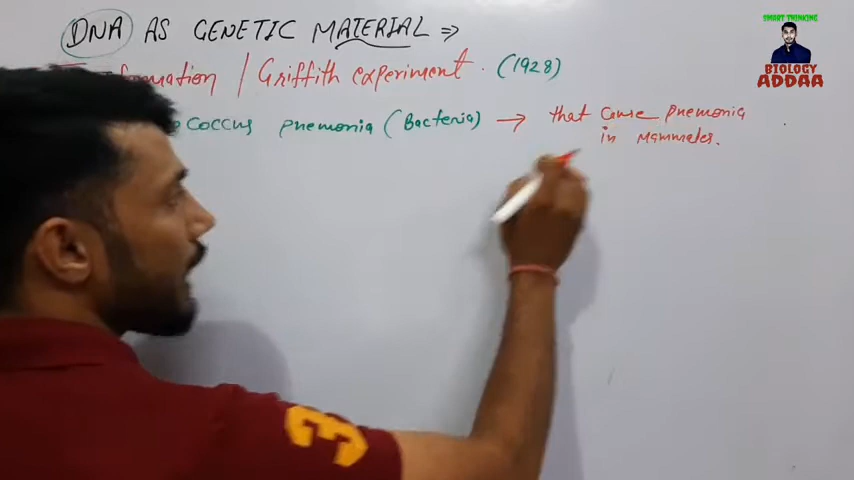 DNA AS GENETIC MATERIAL ⇒
/ Griffith experiment. (1928)
coccus pnemonia (Bacteria) → that cause pnemonia
in mammales.
SMART THINKING
BIOLOGY
ADDAA
3